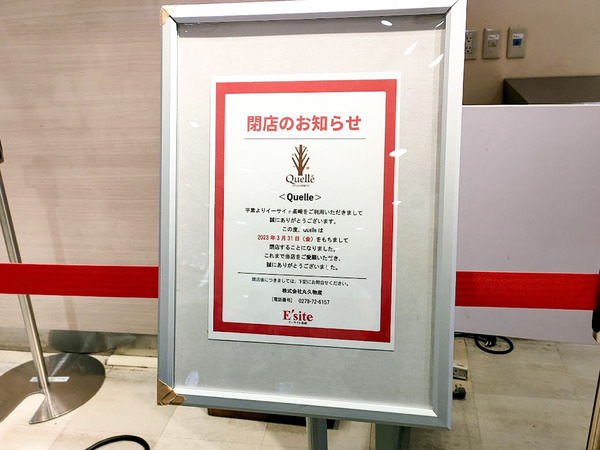 閉店のお知らせ
Quelle
＜Quelle＞
平素よりイーサイト高崎をご利用いただきまして
誠にありがとうございます。
この度、Quelleは
2023年3月31日（金）をもちまして
閉店することになりました。
これまで当店をご愛顧いただき、
誠にありがとうございました。
閉店後につきましては、下記にお問合せください。
株式会社丸久物産
［電話番号］ 0278-72-6157
E'site
イーサイト高崎